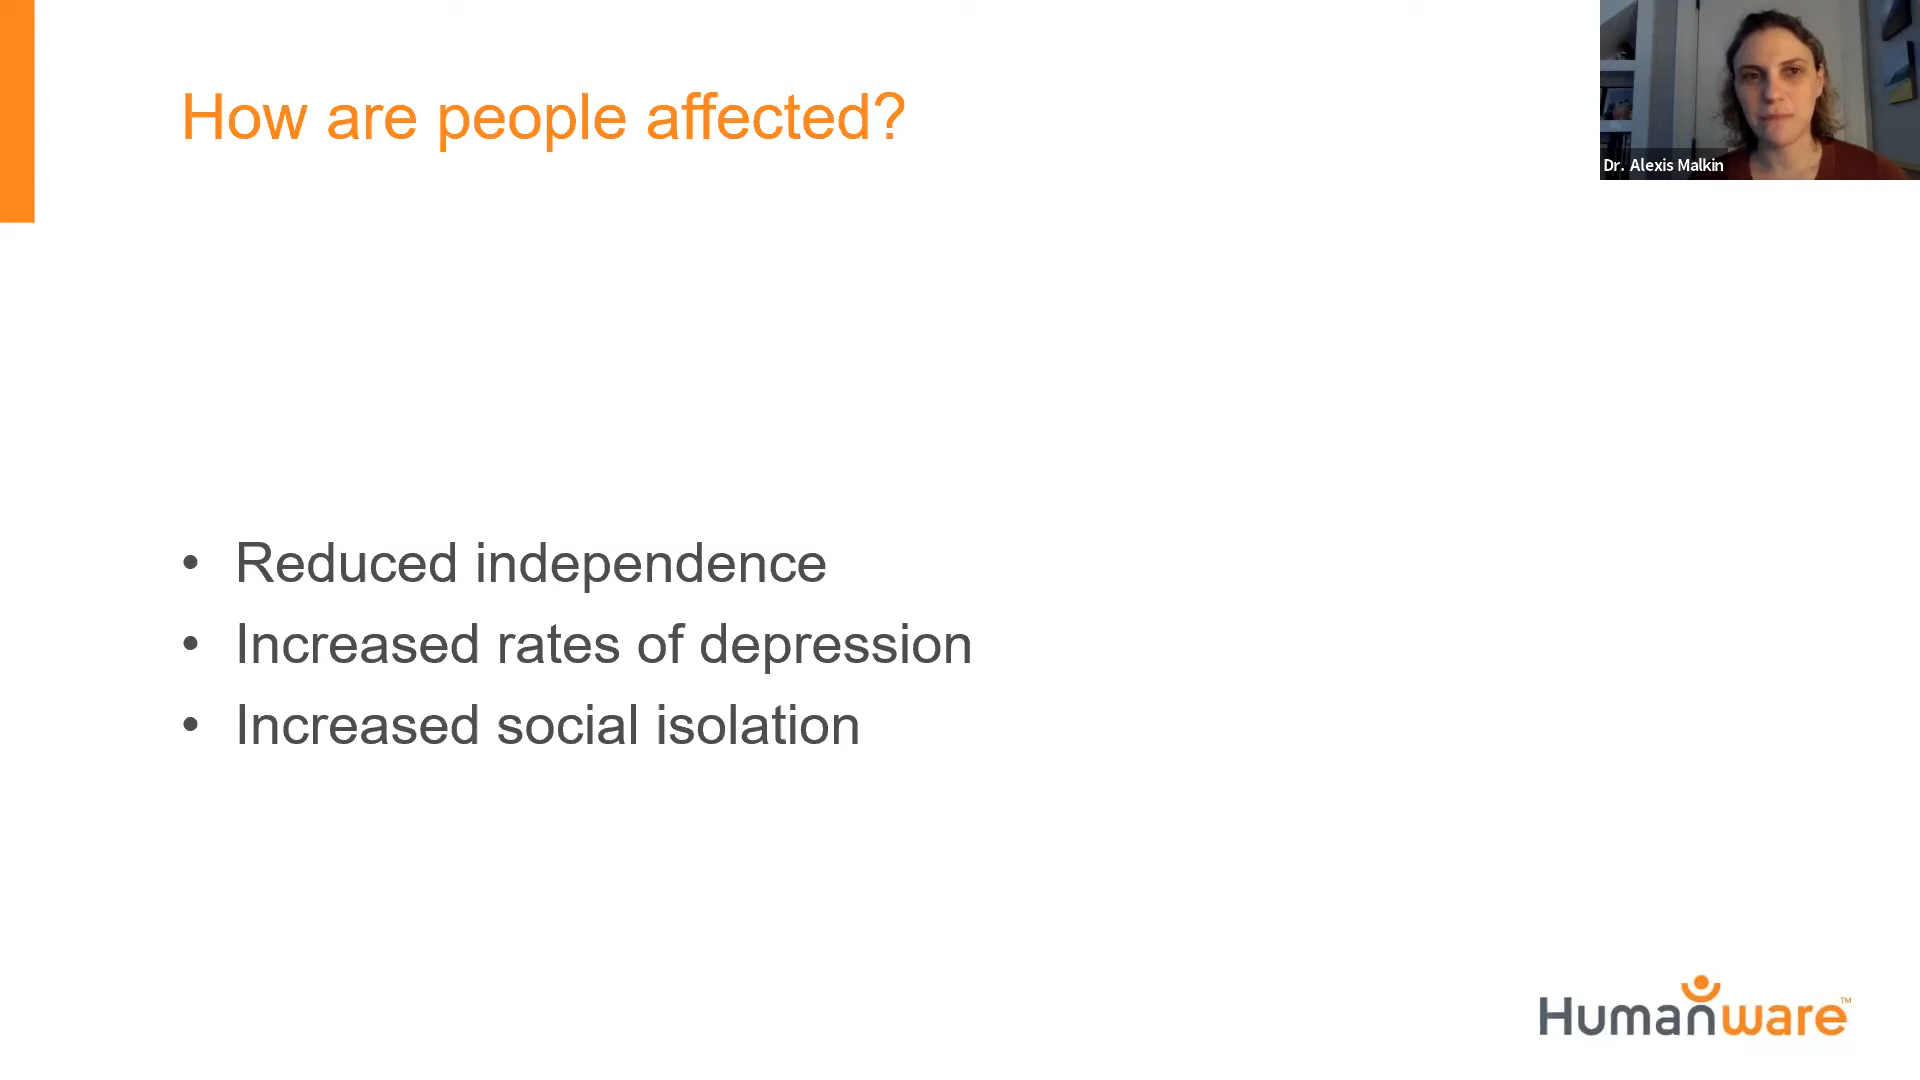 How are people affected?
Dr. Alexis Malkin
• Reduced independence
• Increased rates of depression
• Increased social isolation
Humanware™